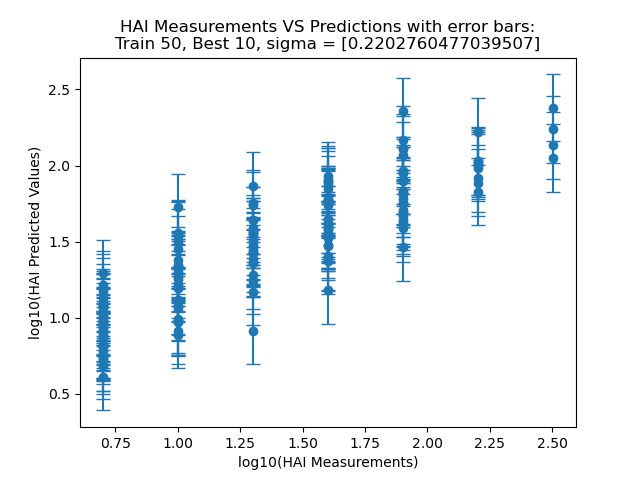 HAI Measurements VS Predictions with error bars:
Train 50, Best 10, sigma = [0.2202760477039507]
log10(HAI Predicted Values)
2.5
2.0
1.5
1.0
0.5
0.75 1.00 1.25 1.50 1.75 2.00 2.25 2.50
log10(HAI Measurements)